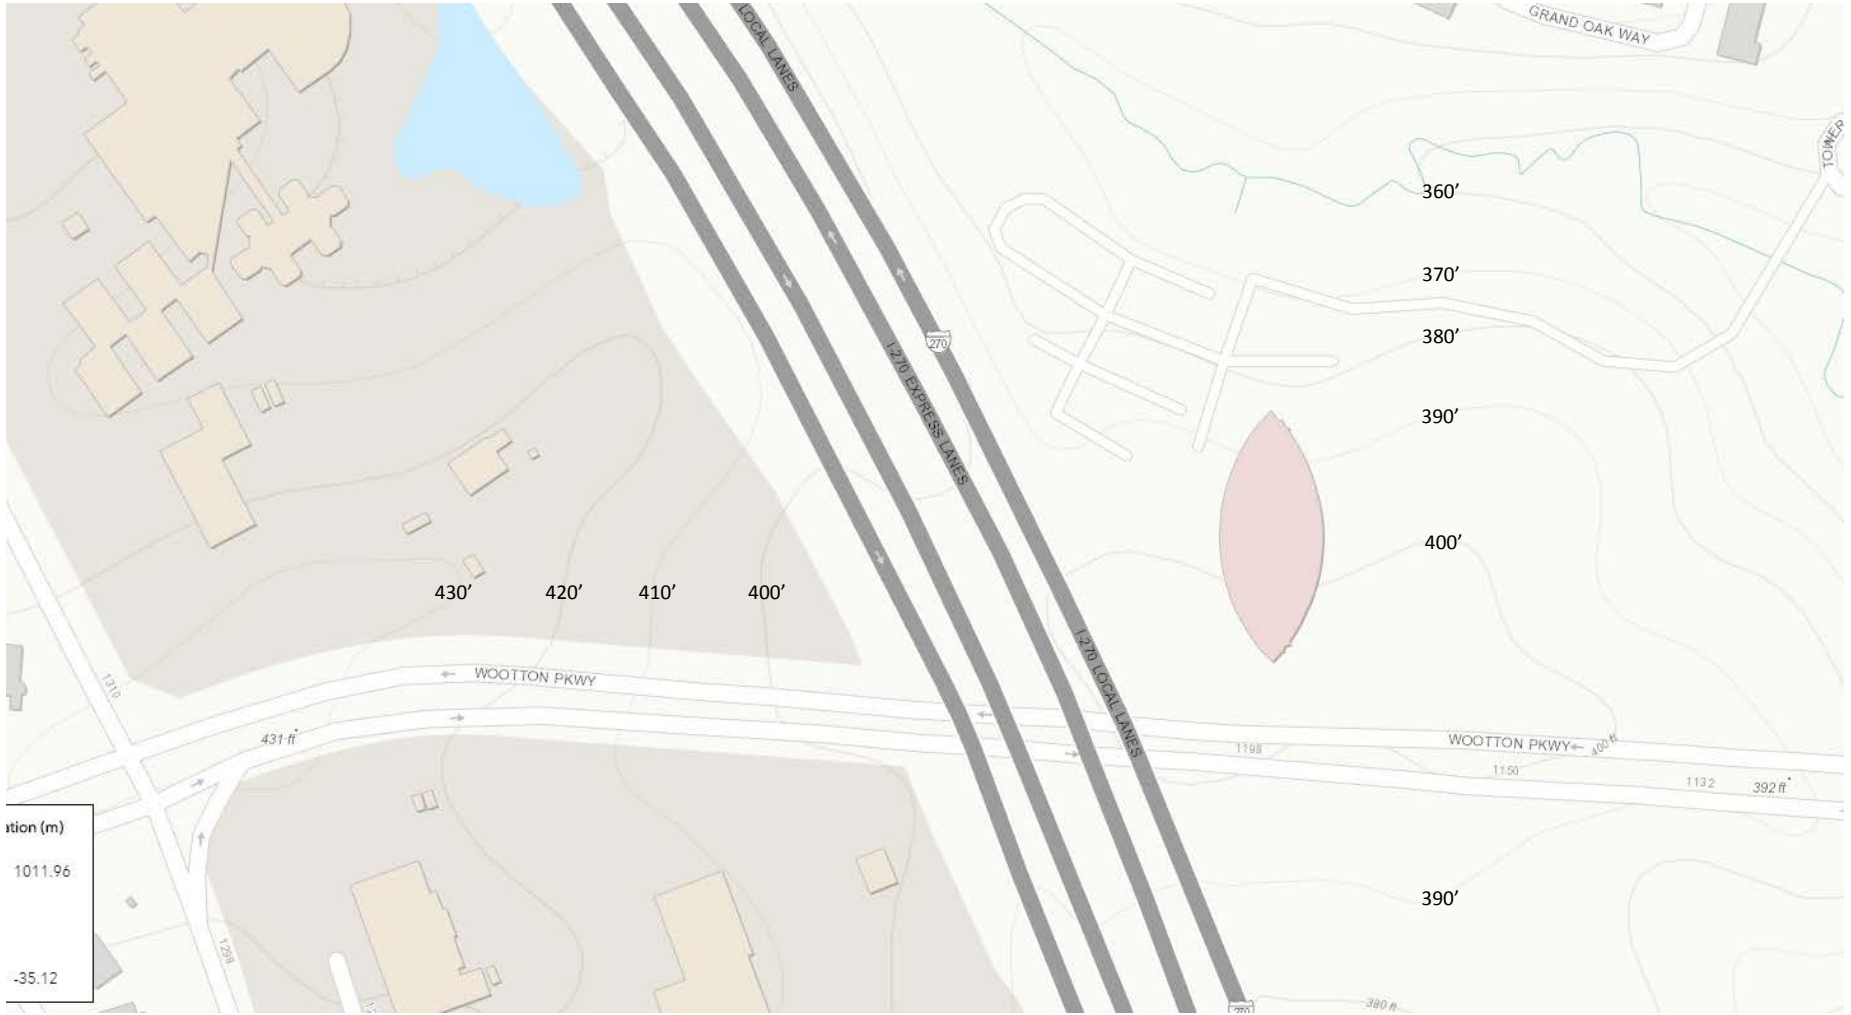 LOCAL LANES
GRAND OAK WAY
TOWER
360'
370'
270
380'
I-270 EXPRESS LANES
390'
400'
430'
420'
410'
400'
I-270 LOCAL LANES
1310
WOOTTON PKWY
431 ft
WOOTTON PKWY
400 ft
1198
1150
1132
392 ft
ation (m)
1011.96
390'
1298
-35.12
380 ft
270